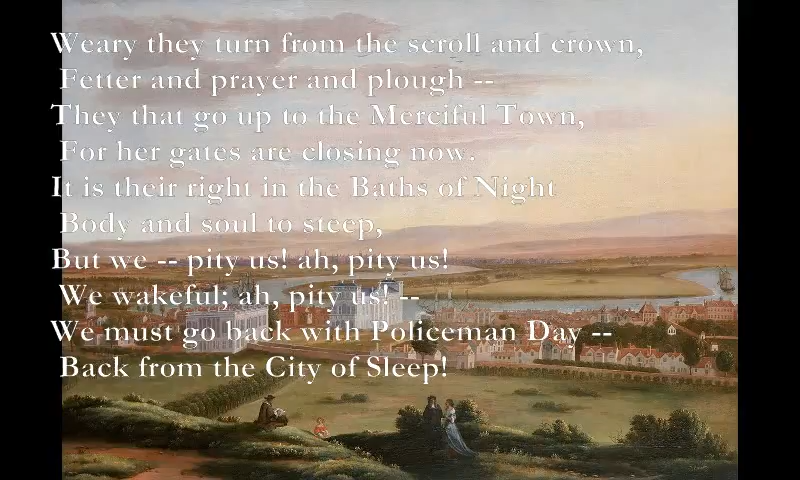 Weary they turn from the scroll and crown,
Fetter and prayer and plough --
They that go up to the Merciful Town,
For her gates are closing now.
It is their right in the Baths of Night
Body and soul to steep,
But we -- pity us! ah, pity us!
We wakeful; ah, pity us! --
We must go back with Policeman Day --
Back from the City of Sleep!